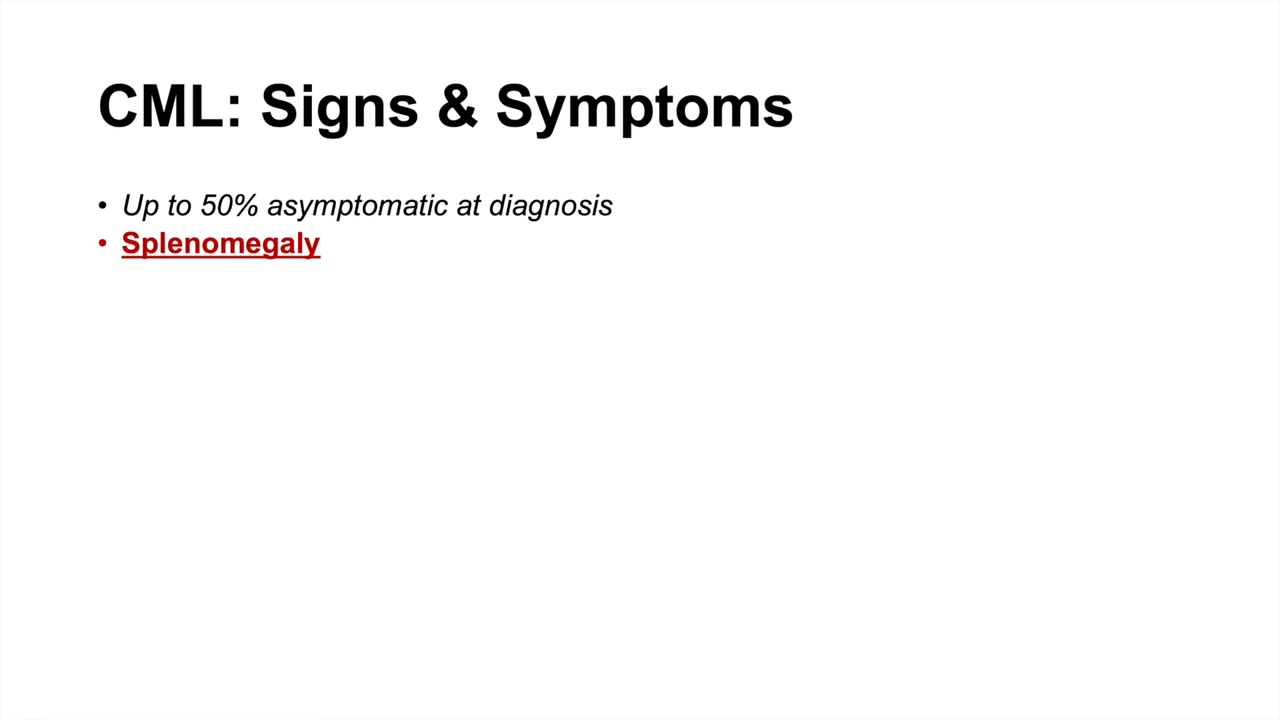 CML: Signs & Symptoms
• Up to 50% asymptomatic at diagnosis
• Splenomegaly